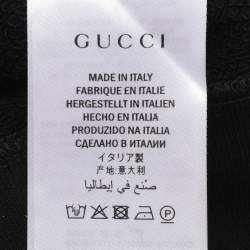 GUCCI
MADE IN ITALY
FABRIQUE EN ITALIE
HERGESTELLT IN ITALIEN
HECHO EN ITALIA
PRODUZIDO NA ITALIA
СДЕЛАНО В ИТАЛИИ
イタリア製
产地: 意大利
صنع في إيطاليا